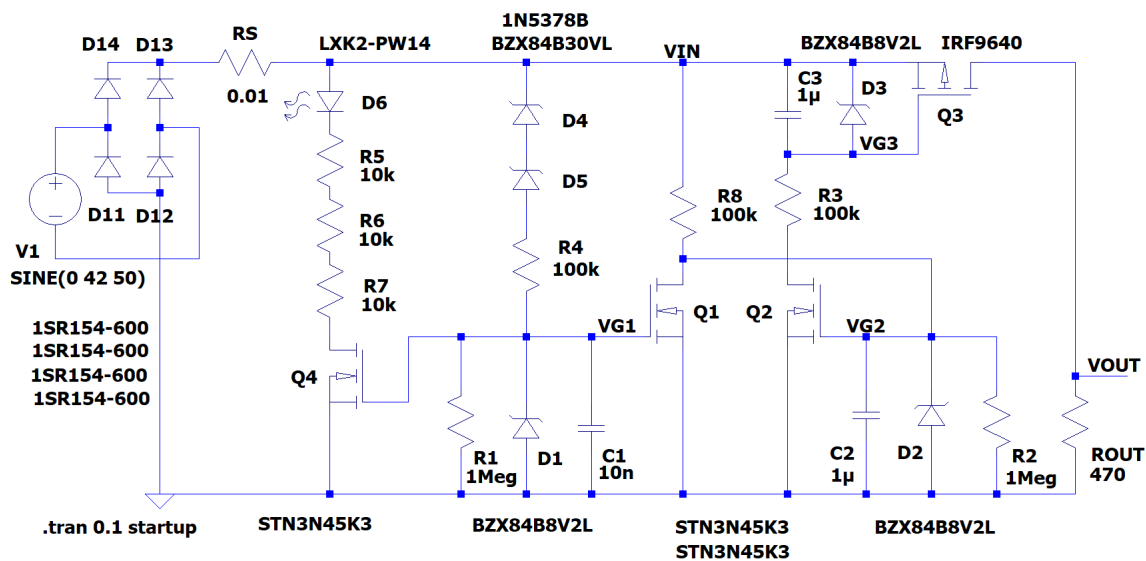 1N5378B
D14
D13
RS
LXK2-PW14
BZX84B30VL
VIN
BZX84B8V2L
IRF9640
0.01
D6
D4
C3
1µ
D3
Q3
VG3
R5
10k
D5
R8
100k
R3
100k
D11
D12
R6
10k
V1
R4
100k
SINE(0 42 50)
R7
10k
Q1
Q2
1SR154-600
1SR154-600
1SR154-600
1SR154-600
VG1
VG2
VOUT
Q4
R1
1Meg
D1
C1
10n
C2
1µ
D2
R2
1Meg
ROUT
470
.tran 0.1 startup
STN3N45K3
BZX84B8V2L
STN3N45K3
STN3N45K3
BZX84B8V2L